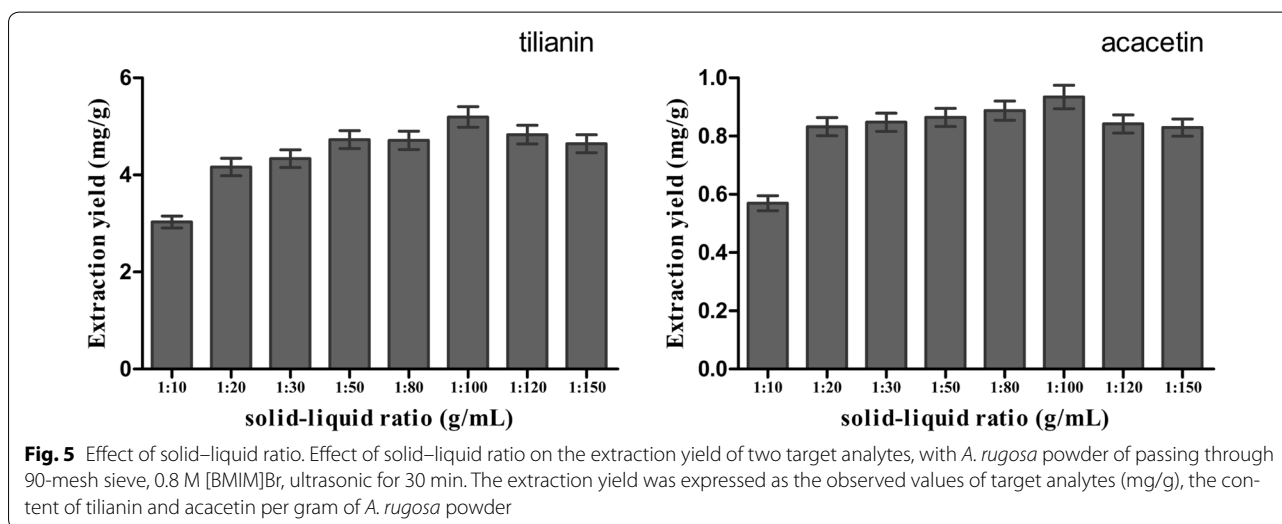 tilianin
6
4
2
0
Extraction yield (mg/g)
1:10 1:20 1:30 1:50 1:80 1:100 1:120 1:150
solid-liquid ratio (g/mL)
acacetin
1.0
0.8
0.6
0.4
0.2
0.0
Extraction yield (mg/g)
1:10 1:20 1:30 1:50 1:80 1:100 1:120 1:150
solid-liquid ratio (g/mL)
Fig. 5 Effect of solid–liquid ratio. Effect of solid–liquid ratio on the extraction yield of two target analytes, with A. rugosa powder of passing through
90-mesh sieve, 0.8 M [BMIM]Br, ultrasonic for 30 min. The extraction yield was expressed as the observed values of target analytes (mg/g), the con-
tent of tilianin and acacetin per gram of A. rugosa powder